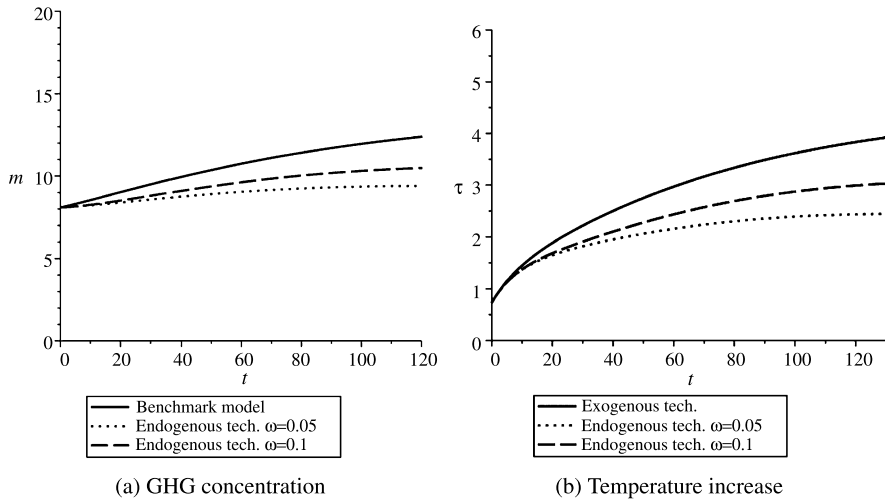 20
15
m
10
5
0
0 20 40 60 80 100 120
t
Benchmark model
Endogenous tech. ω=0.05
Endogenous tech. ω=0.1
(a) GHG concentration
6
5
4
τ
3
2
1
0
0 20 40 60 80 100 120
t
Exogenous tech.
Endogenous tech. ω=0.05
Endogenous tech. ω=0.1
(b) Temperature increase